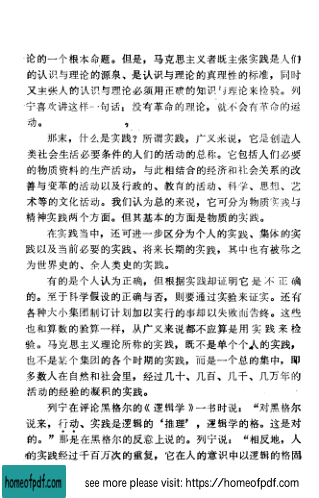 论的一个根本命题。但是，马克思主义者既主张实践是人们
的认识与理论的源泉、是认识与理论的真理性的标准，同时
又主张人的认识与理论必须用正确的知识与理论来检验。列
宁喜欢讲这样一句话：没有革命的理论，就不会有革命的运
动。
那末，什么是实践？所谓实践，广义来说，它是创造人
类社会生活必要条件的人们的活动的总称。它包括人们必要
的物质资料的生产活动，与此相结合的经济和社会关系的改
善与变革的活动以及行政的、教育的活动、科学、思想、艺
术等的文化活动。我们认为总的来说，它可分为物质实践与
精神实践两个方面。但其基本的方面是物质的实践。
在实践当中，还可进一步区分为个人的实践、集体的实
践以及当前必要的实践、将来长期的实践，其中也有被称之
为世界史的、全人类史的实践。
有的是个人认为正确，但根据实践却证明它是不正确
的。至于科学假设的正确与否，则要通过实验来证实。还有
各种大小集团制订计划加以实行的事却以失败而告终。这些
也和算数的验算一样，从广义来说都不应算是用实践来检
验。马克思主义理论所称的实践，既不是单个个人的实践，
也不是某个集团的各个时期的实践，而是一个总的集中，即
多数人在自然和社会里，经过几十、几百、几千、几万年的
活动的经验的凝积的实践。
列宁在评论黑格尔的《逻辑学》一书时说：“对黑格尔
说来，行动、实践是逻辑的‘推理’，逻辑学的格。这是对
的。”那是在黑格尔的反意上说的。列宁说：“相反地，人
的实践经过千百万次的重复，它在人的意识中以逻辑的格固
homeofpdf.com
see more please visit: https://homeofpdf.com